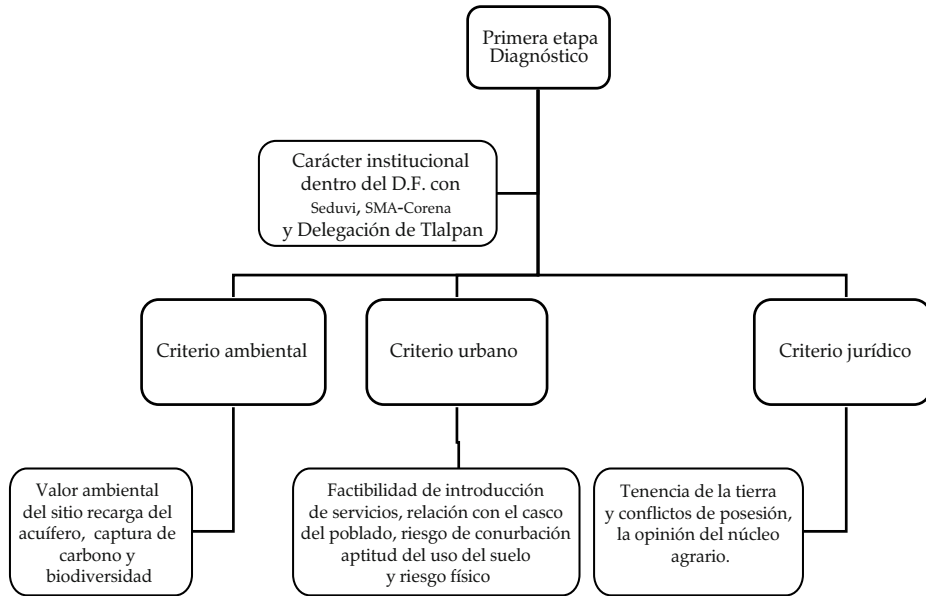 Primera etapa
Diagnóstico
Carácter institucional
dentro del D.F. con
Seduvi, SMA-Corena
y Delegación de Tlalpan
Criterio ambiental
Criterio urbano
Criterio jurídico
Valor ambiental
del sitio recarga del
acuífero, captura de
carbono y
biodiversidad
Factibilidad de introducción
de servicios, relación con el casco
del poblado, riesgo de conurbación
aptitud del uso del suelo
y riesgo físico
Tenencia de la tierra
y conflictos de posesión,
la opinión del núcleo
agrario.